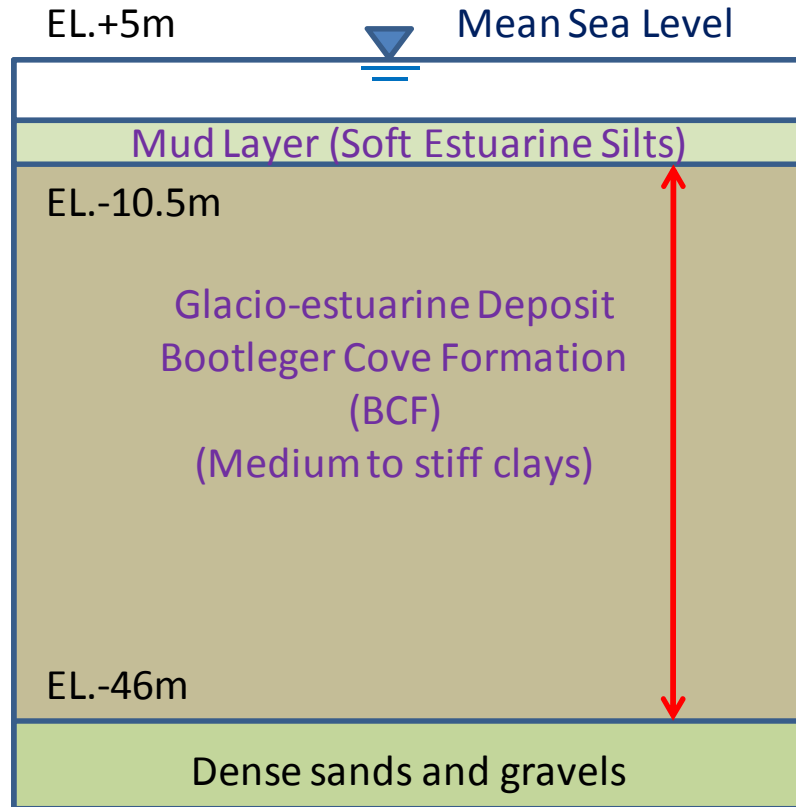 EL.+5m
Mean Sea Level
Mud Layer (Soft Estuarine Silts)
EL.-10.5m
Glacio-estuarine Deposit
Bootleger Cove Formation
(BCF)
(Medium to stiff clays)
EL.-46m
Dense sands and gravels